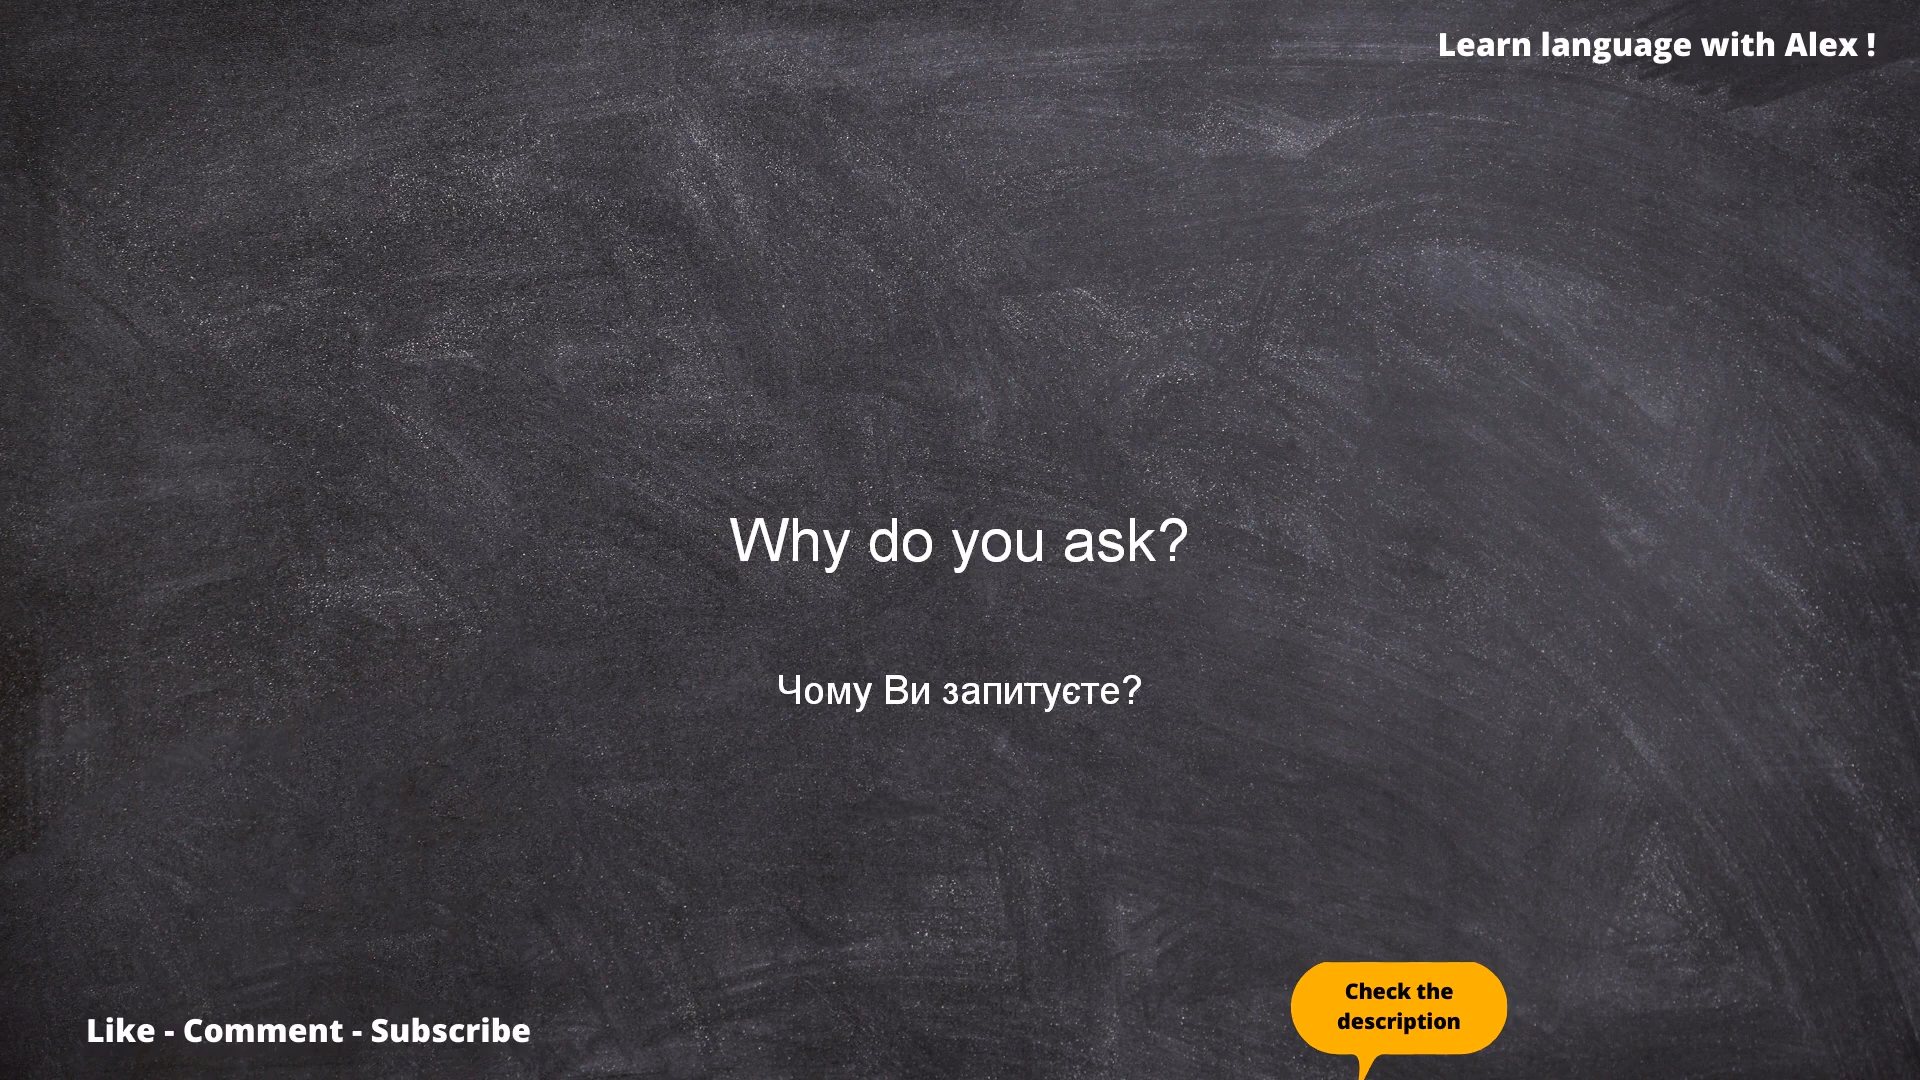 Learn language with Alex !
Why do you ask?
Чому Ви запитуєте?
Check the
description
Like - Comment - Subscribe